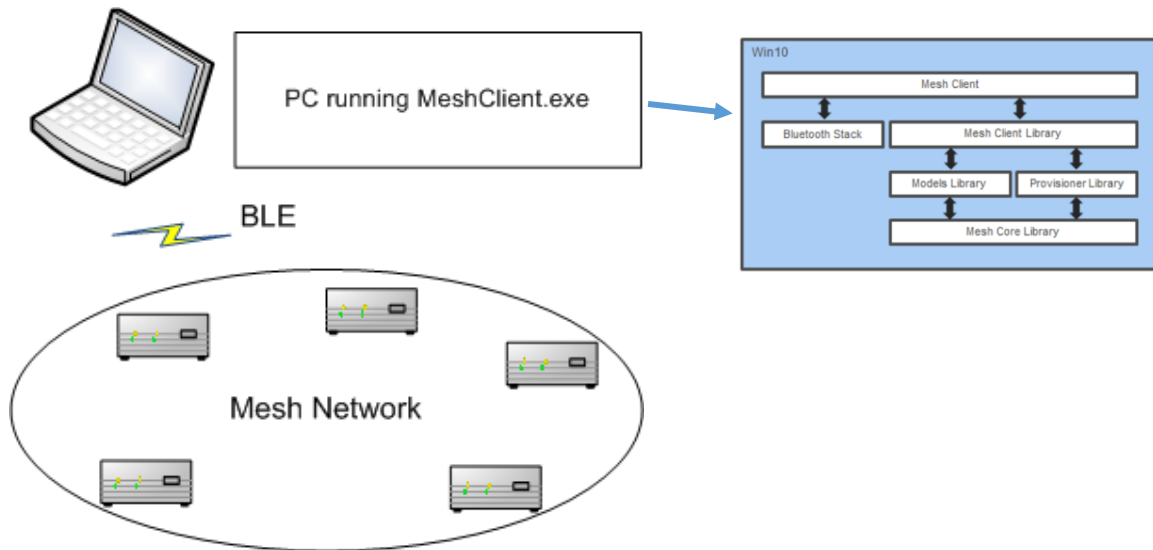 PC running MeshClient.exe
Win10
Mesh Client
Bluetooth Stack
Mesh Client Library
Models Library
Provisioner Library
Mesh Core Library
BLE
Mesh Network